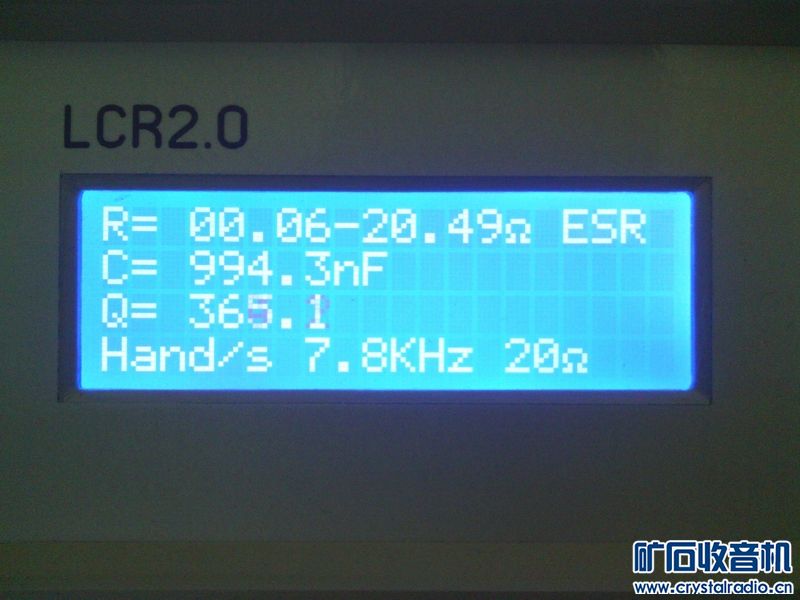 LCR2.0
R= 00.06-20.49Ω ESR
C= 994.3nF
Q= 365.1
Hand/s 7.8KHz 20Ω
矿石收音机
www.crystalradio.cn